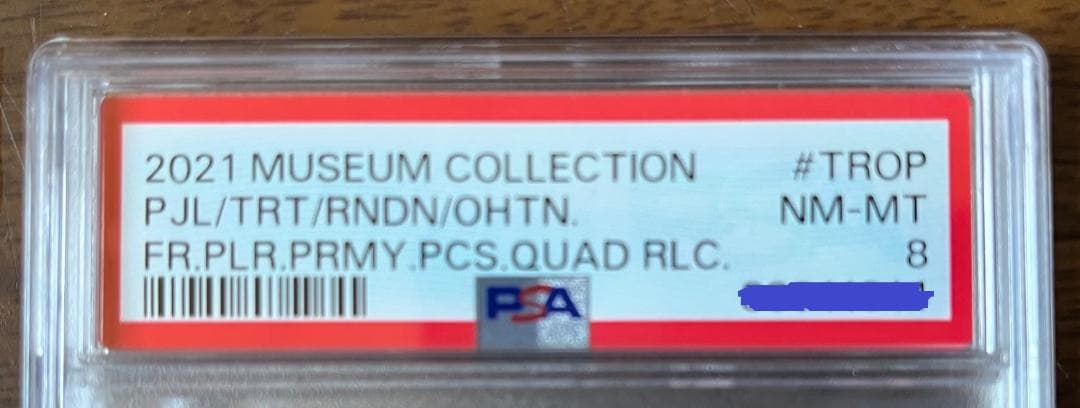 2021 MUSEUM COLLECTION #TROP
PJL/TRT/RNDN/OHTN. NM-MT
FR.PLR.PRMY.PCS.QUAD RLC. 8
PSA